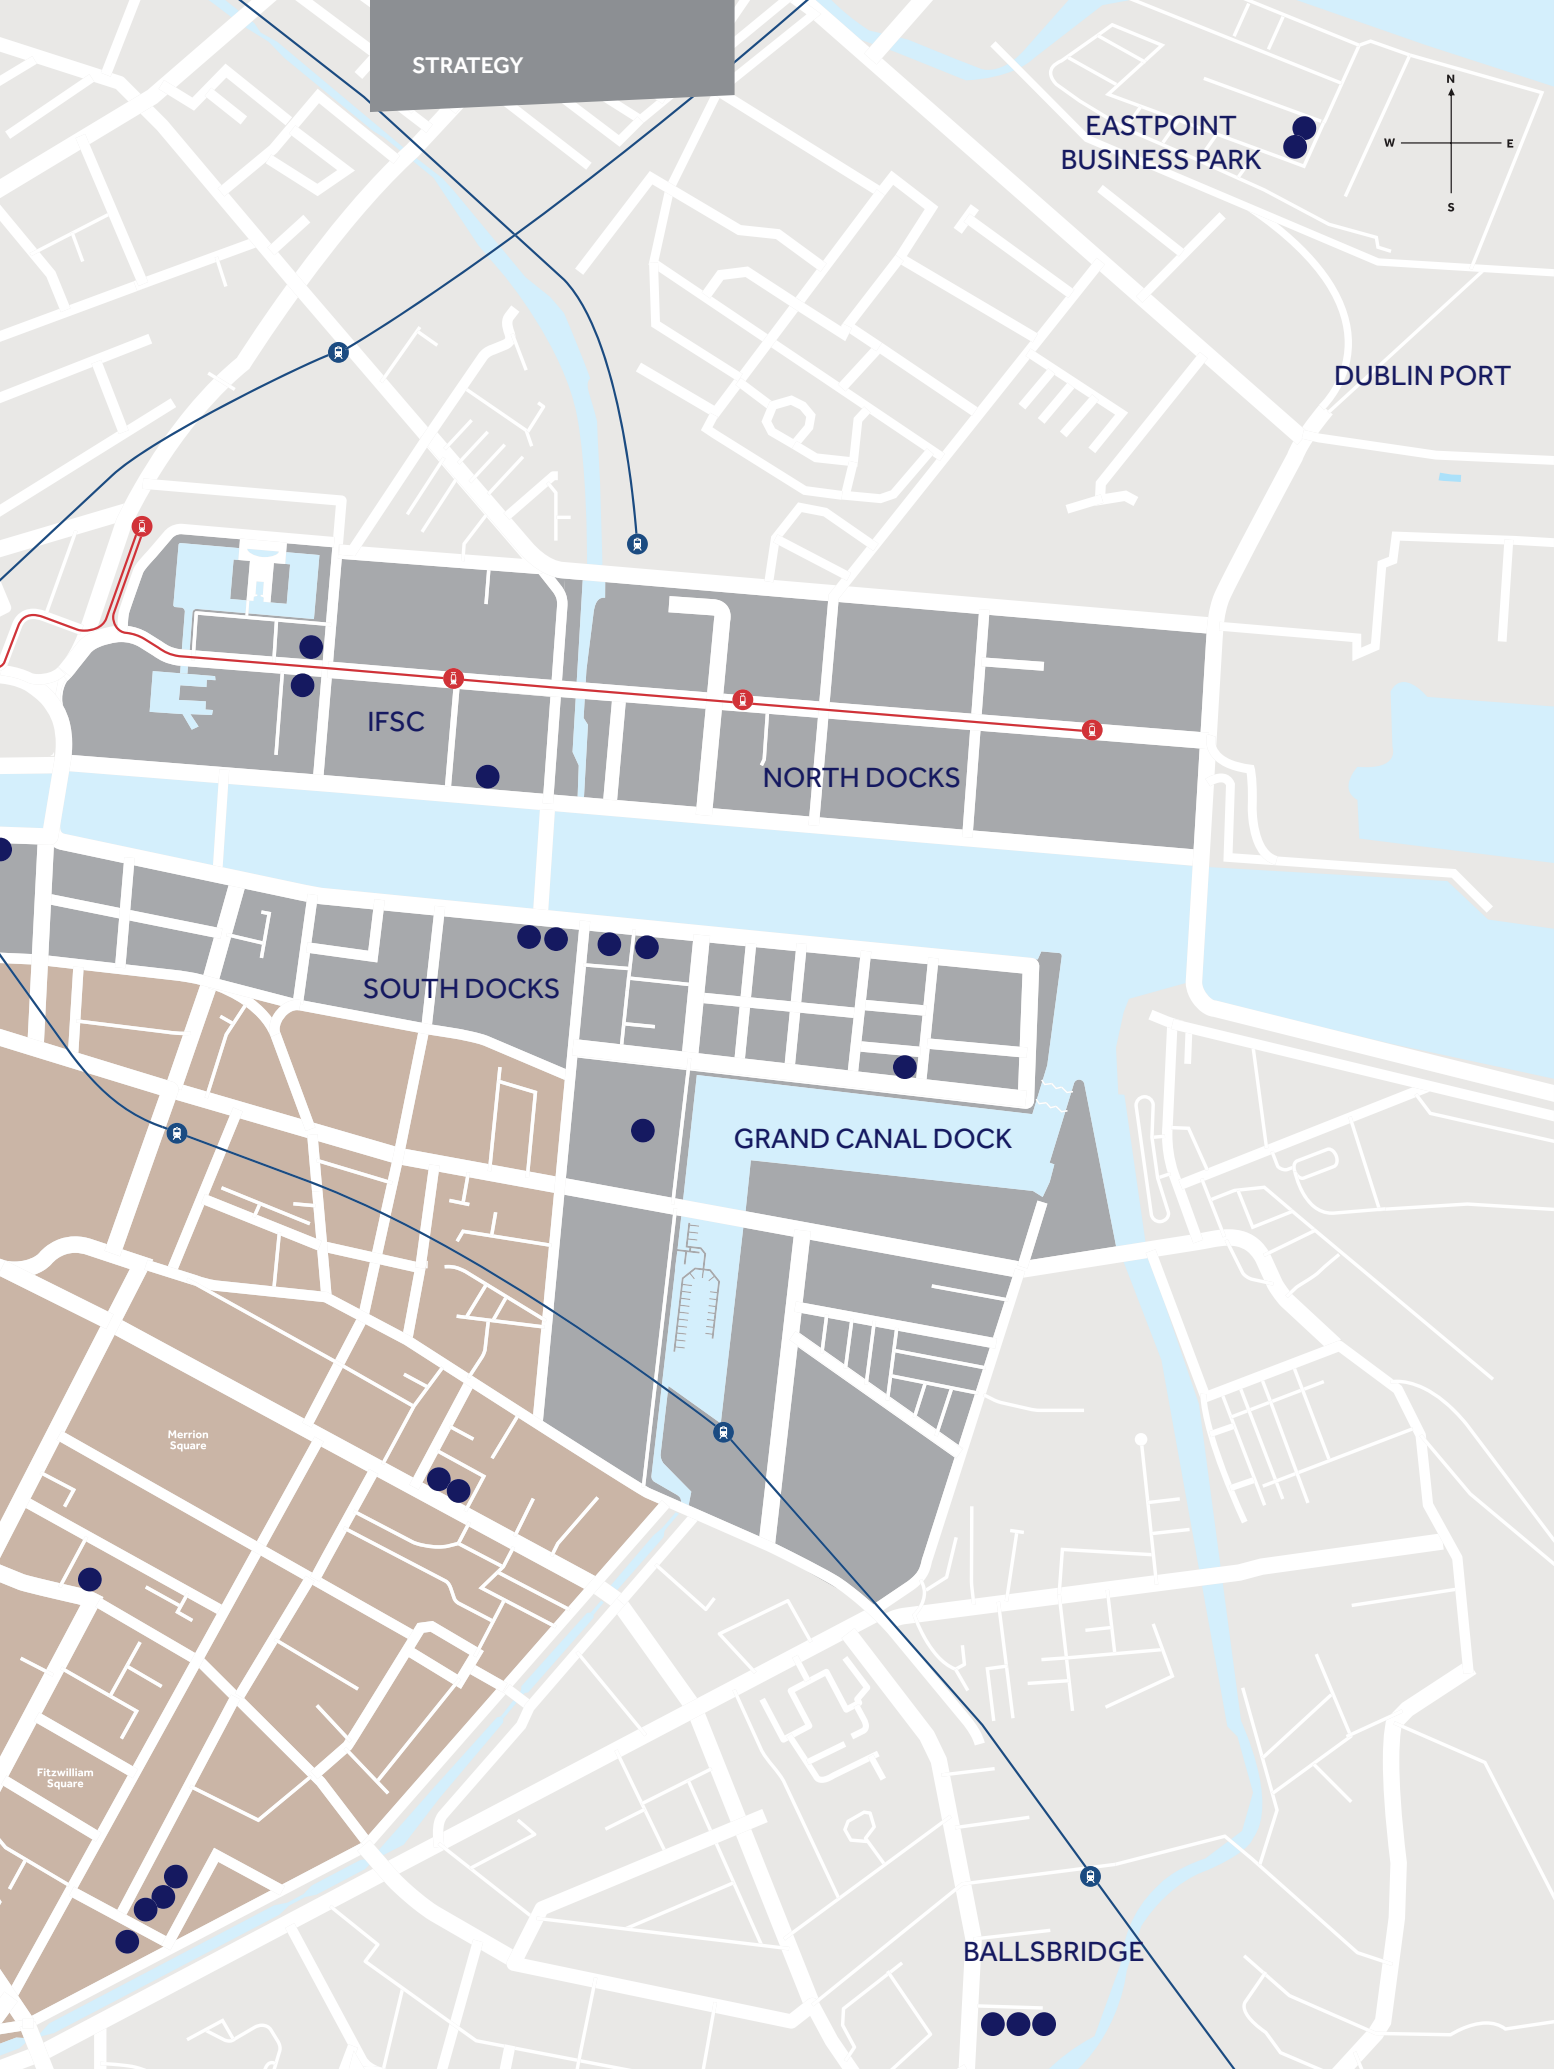 STRATEGY
N
W
E
S
EASTPOINT
BUSINESS PARK
DUBLIN PORT
IFSC
NORTH DOCKS
SOUTH DOCKS
GRAND CANAL DOCK
Merrion
Square
Fitzwilliam
Square
BALLSBRIDGE